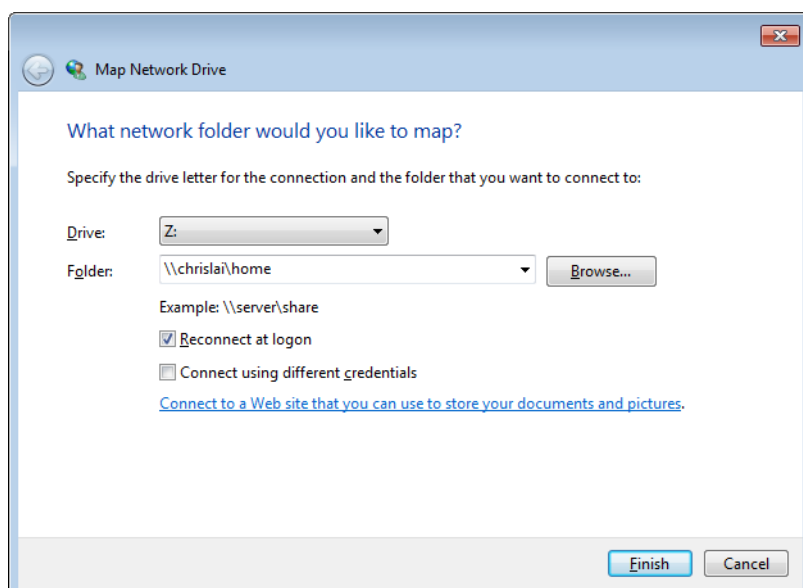 Map Network Drive
What network folder would you like to map?
Specify the drive letter for the connection and the folder that you want to connect to:
Drive: Z:
Folder: \\chrislai\home Browse...
Example: \\server\share
Reconnect at logon
Connect using different credentials
Connect to a Web site that you can use to store your documents and pictures.
Finish Cancel